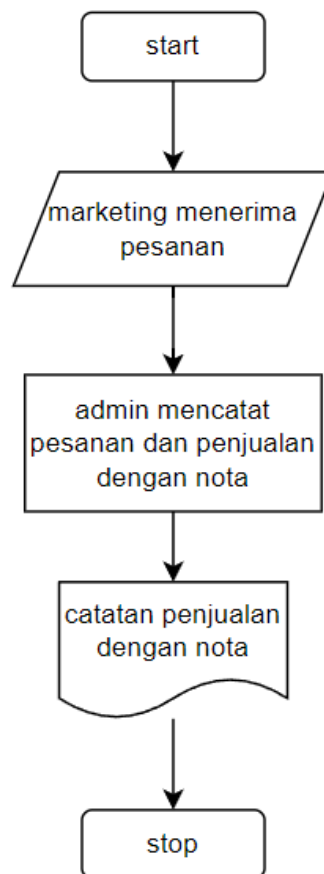 start
marketing menerima
pesanan
admin mencatat
pesanan dan penjualan
dengan nota
catatan penjualan
dengan nota
stop